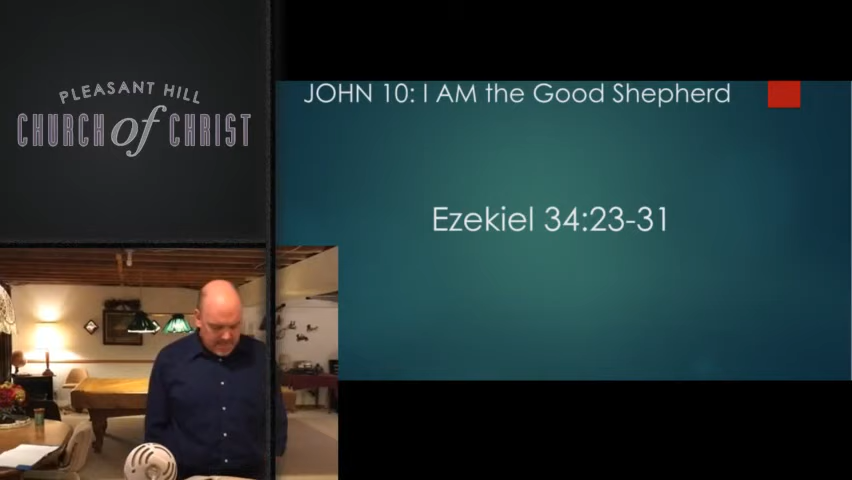 PLEASANT HILL
CHURCH of CHRIST
JOHN 10: I AM the Good Shepherd
Ezekiel 34:23-31